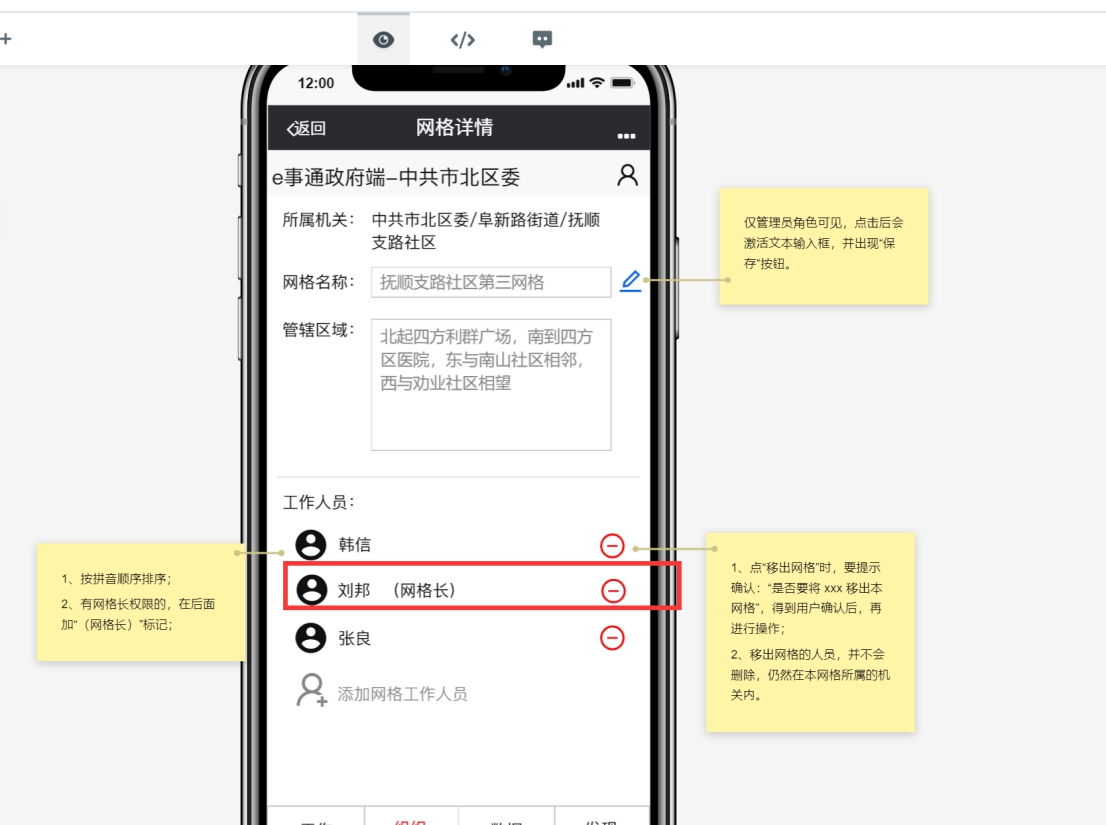 12:00
返回
网格详情
e事通政府端–中共市北区委
所属机关：
中共市北区委/阜新路街道/抚顺
支路社区
仅管理员角色可见，点击后会
激活文本输入框，并出现“保
存”按钮。
网格名称：
抚顺支路社区第三网格
管辖区域：
北起四方利群广场，南到四方
区医院，东与南山社区相邻，
西与劝业社区相望
工作人员：
韩信
刘邦 （网格长）
张良
添加网格工作人员
1、按拼音顺序排序；
2、有网格长权限的，在后面
加“（网格长）”标记；
1、点“移出网格”时，要提示
确认：“是否要将 xxx 移出本
网格”，得到用户确认后，再
进行操作；
2、移出网格的人员，并不会
删除，仍然在本网格所属的机
关内。